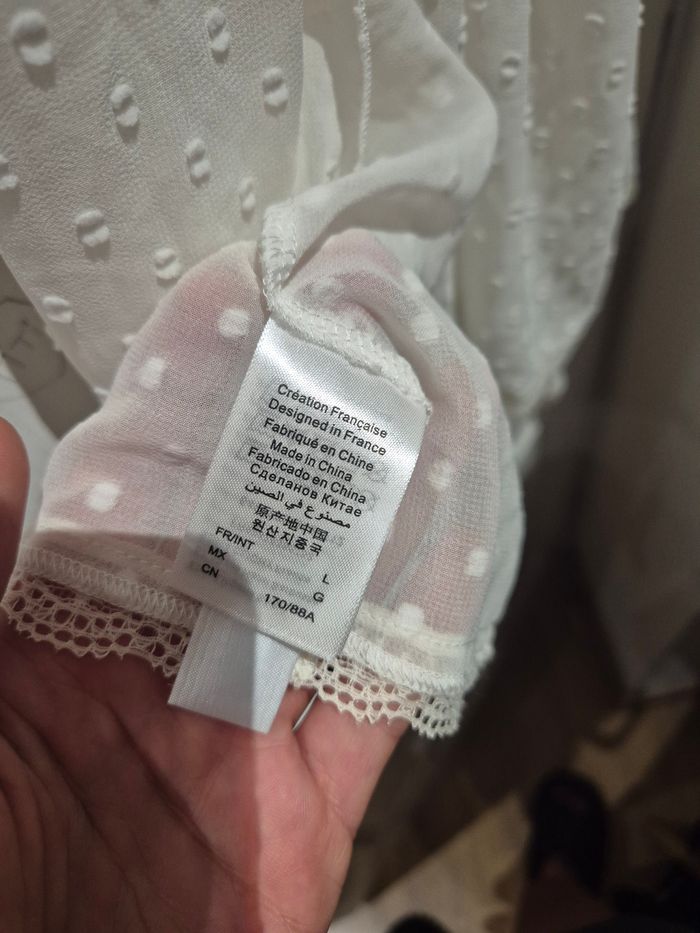 Création Française
Designed in France
Fabriqué en Chine
Made in China
Fabricado en China
Сделанов Китае
مصنوع في الصين
原产地中国
원산지중국
FR/INT L
MX G
CN 170/88A